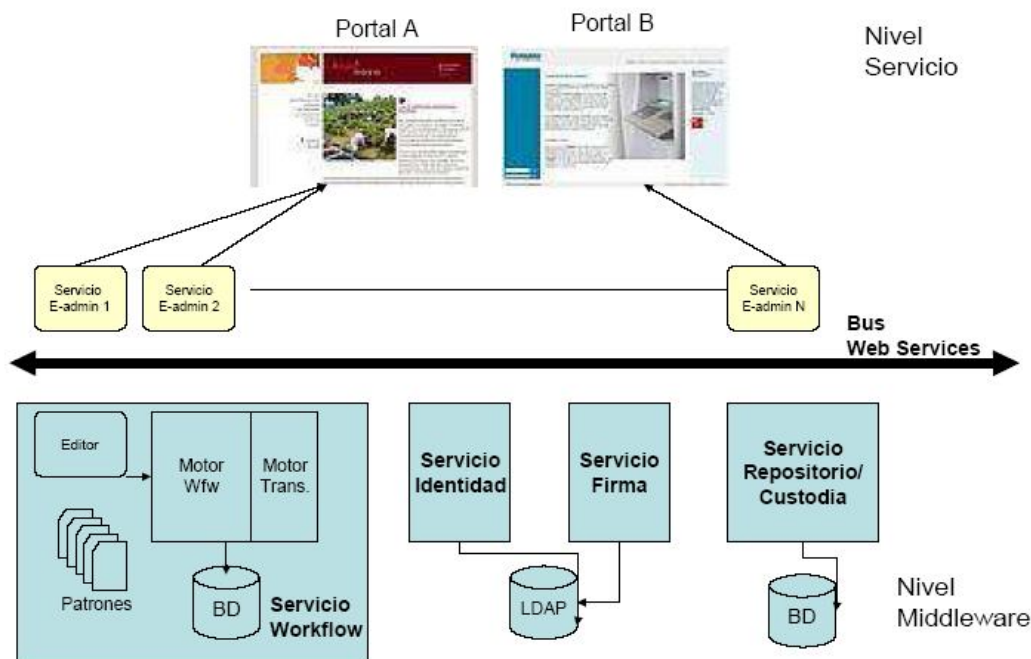 Portal A
Portal B
Nivel
Servicio
Servicio
E-admin 1
Servicio
E-admin 2
Servicio
E-admin N
Bus
Web Services
Editor
Motor
Wfw
Motor
Trans.
Patrones
BD
Servicio
Workflow
Servicio
Identidad
Servicio
Firma
LDAP
Servicio
Repositorio/
Custodia
BD
Nivel
Middleware